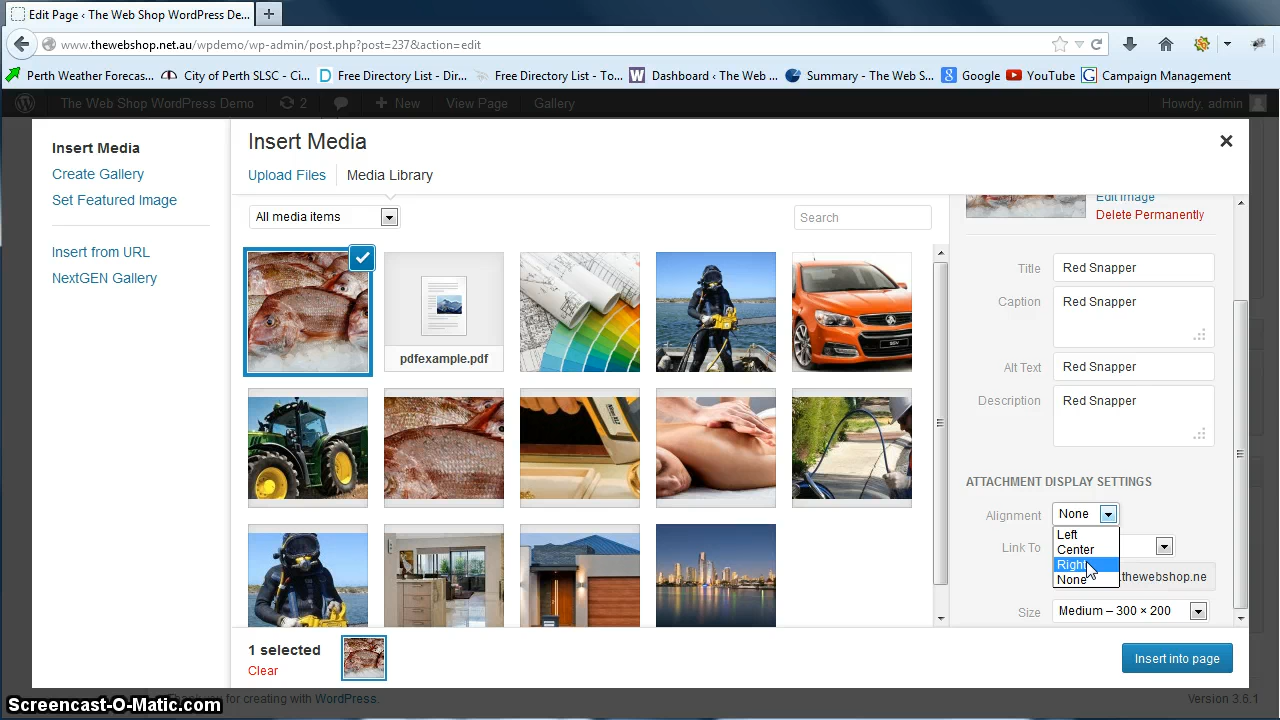 Edit Page ‹ The Web Shop WordPress De...
www.thewebshop.net.au/wpdemo/wp-admin/post.php?post=237&action=edit
Perth Weather Forecas... City of Perth SLSC - Ci... Free Directory List - Dir... Free Directory List - To... Dashboard ‹ The Web ... Summary - The Web S... Google YouTube Campaign Management
The Web Shop WordPress Demo 2 New View Page Gallery Howdy, admin
Insert Media
Create Gallery
Set Featured Image
Insert from URL
NextGEN Gallery
Insert Media
Upload Files Media Library
All media items
Search
pdfexample.pdf
Edit Image
Delete Permanently
Title Red Snapper
Caption Red Snapper
Alt Text Red Snapper
Description Red Snapper
ATTACHMENT DISPLAY SETTINGS
Alignment None
Left
Center
Right
None
Link To
.thewebshop.ne
Size Medium – 300 × 200
1 selected
Clear
Insert into page
for creating with WordPress.
Version 3.6.1
Screencast-O-Matic.com